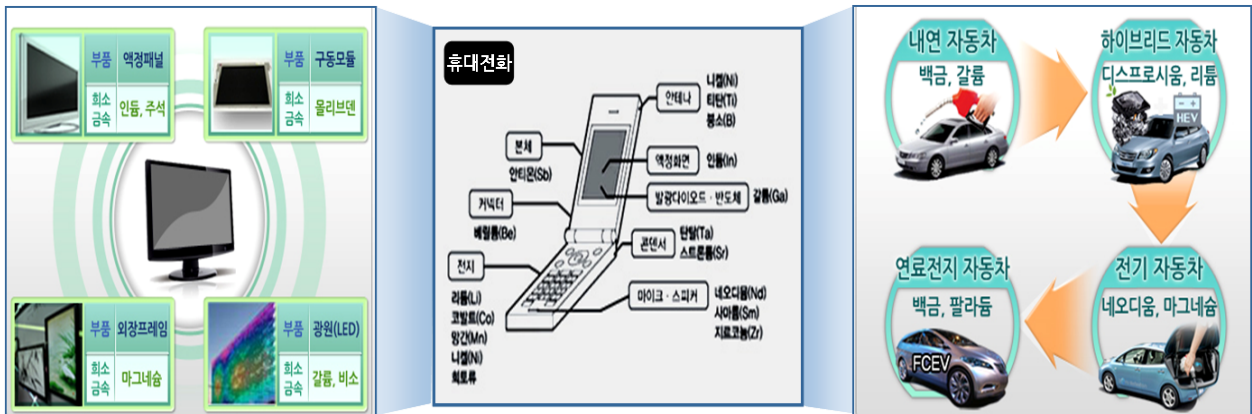 부품 액정패널
희소
금속
인듐, 주석
부품 구동모듈
희소
금속
몰리브덴
부품 외장프레임
희소
금속
마그네슘
부품 광원(LED)
희소
금속
갈륨, 비소
휴대전화
안테나
니켈(Ni)
티탄(Ti)
붕소(B)
본체
안티몬(Sb)
액정화면
인듐(In)
발광다이오드·반도체
갈륨(Ga)
커넥터
베릴륨(Be)
콘덴서
탄탈(Ta)
스트론튬(Sr)
전지
리튬(Li)
코발트(Co)
망간(Mn)
니켈(Ni)
희토류
마이크·스피커
네오디뮴(Nd)
사마륨(Sm)
지르코늄(Zr)
내연 자동차
백금, 갈륨
하이브리드 자동차
디스프로시움, 리튬
HEV
연료전지 자동차
백금, 팔라듐
FCEV
전기 자동차
네오디움, 마그네슘